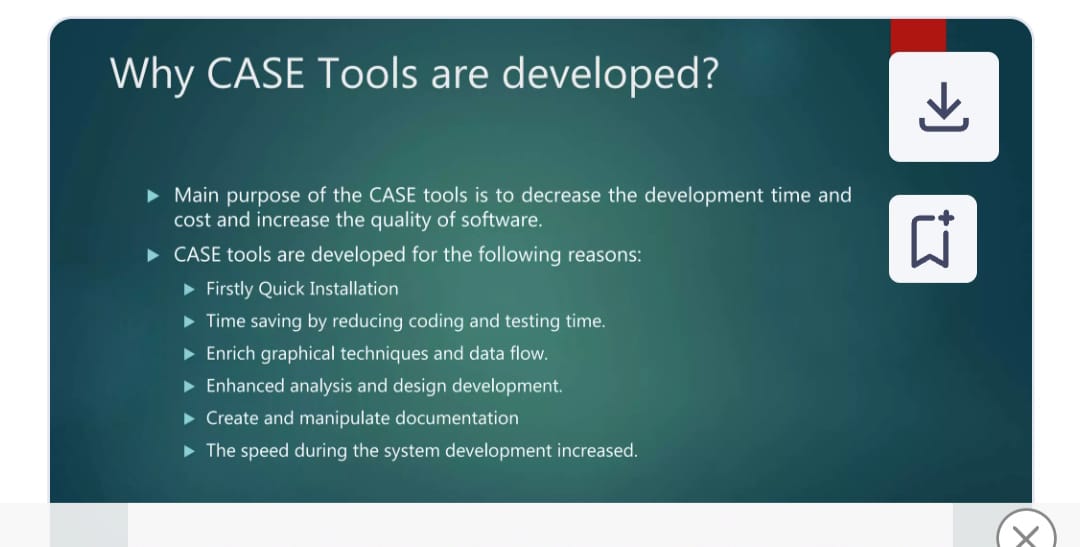 Why CASE Tools are developed?
Main purpose of the CASE tools is to decrease the development time and
cost and increase the quality of software.
CASE tools are developed for the following reasons:
Firstly Quick Installation
Time saving by reducing coding and testing time.
Enrich graphical techniques and data flow.
Enhanced analysis and design development.
Create and manipulate documentation
The speed during the system development increased.